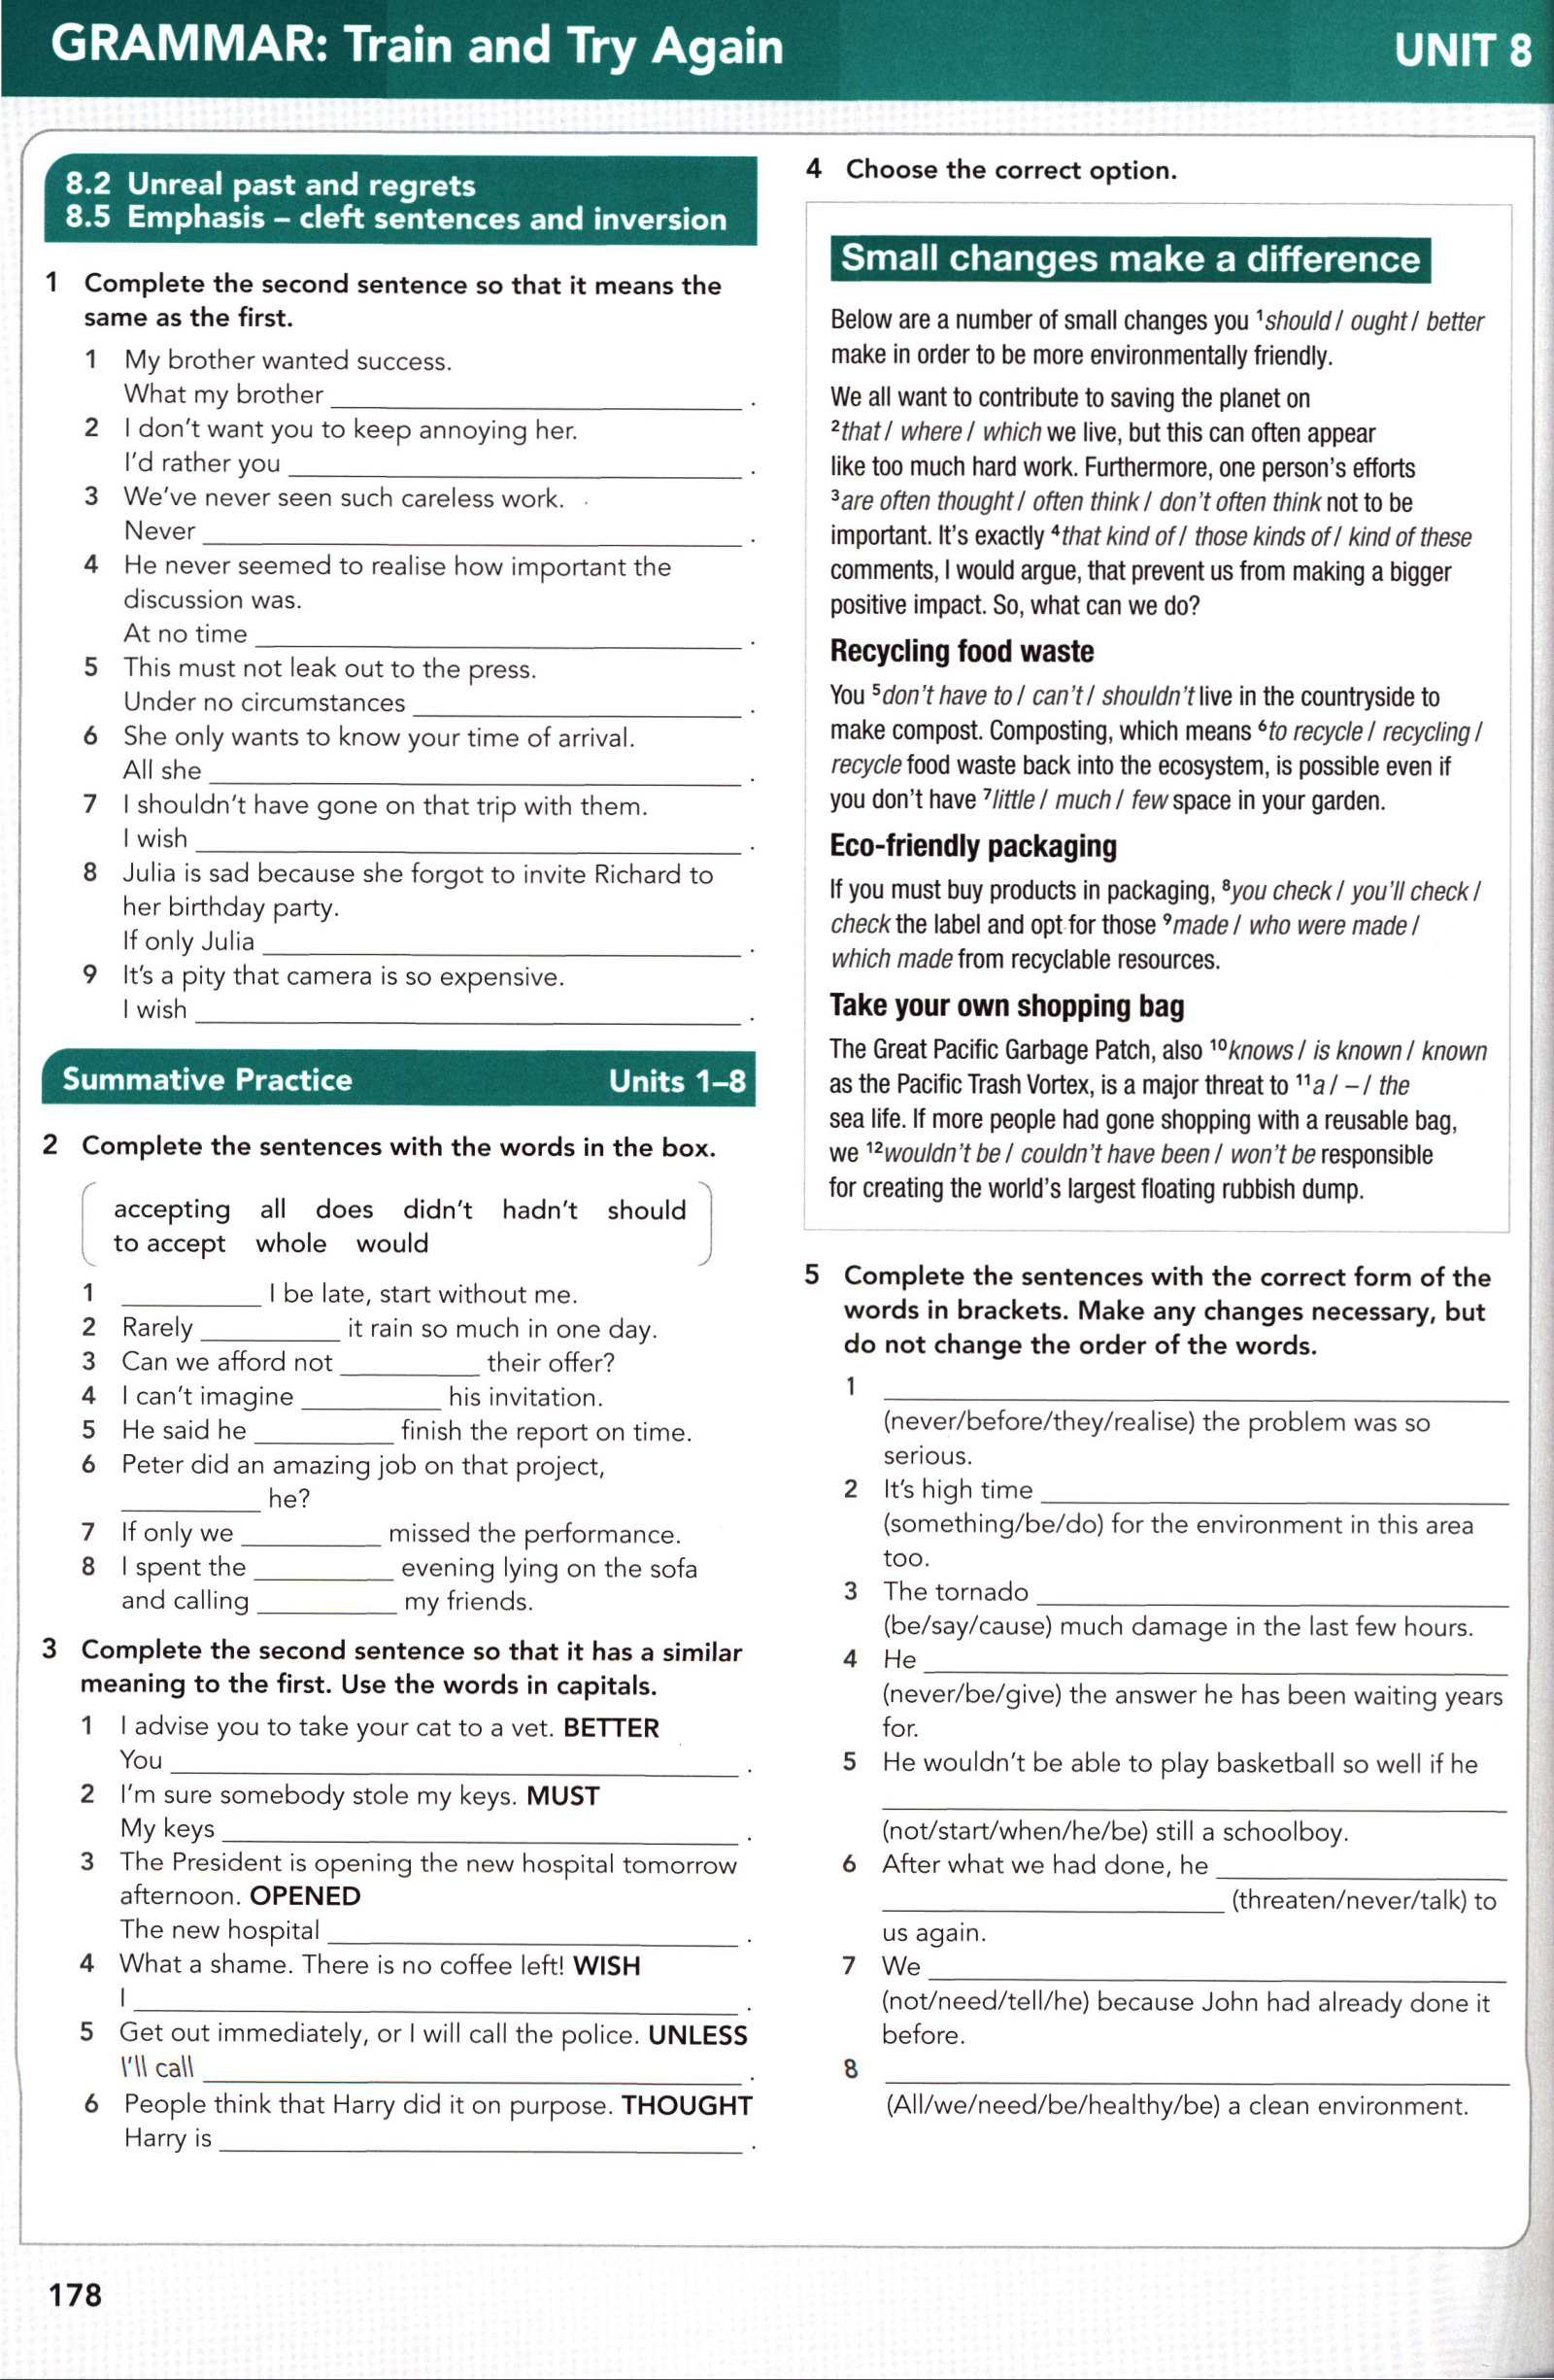 GRAMMAR: Train and Try Again
UNIT 8
8.2 Unreal past and regrets
8.5 Emphasis – cleft sentences and inversion
1 Complete the second sentence so that it means the
same as the first.
1 My brother wanted success.
What my brother ____________________.
2 I don't want you to keep annoying her.
I'd rather you ____________________.
3 We've never seen such careless work.
Never ____________________.
4 He never seemed to realise how important the
discussion was.
At no time ____________________.
5 This must not leak out to the press.
Under no circumstances ____________________.
6 She only wants to know your time of arrival.
All she ____________________.
7 I shouldn't have gone on that trip with them.
I wish ____________________.
8 Julia is sad because she forgot to invite Richard to
her birthday party.
If only Julia ____________________.
9 It's a pity that camera is so expensive.
I wish ____________________.
Summative Practice Units 1–8
2 Complete the sentences with the words in the box.
accepting all does didn't hadn't should
to accept whole would
1 __________ I be late, start without me.
2 Rarely __________ it rain so much in one day.
3 Can we afford not __________ their offer?
4 I can't imagine __________ his invitation.
5 He said he __________ finish the report on time.
6 Peter did an amazing job on that project,
__________ he?
7 If only we __________ missed the performance.
8 I spent the __________ evening lying on the sofa
and calling __________ my friends.
3 Complete the second sentence so that it has a similar
meaning to the first. Use the words in capitals.
1 I advise you to take your cat to a vet. BETTER
You ____________________.
2 I'm sure somebody stole my keys. MUST
My keys ____________________.
3 The President is opening the new hospital tomorrow
afternoon. OPENED
The new hospital ____________________.
4 What a shame. There is no coffee left! WISH
I ____________________.
5 Get out immediately, or I will call the police. UNLESS
I'll call ____________________.
6 People think that Harry did it on purpose. THOUGHT
Harry is ____________________.
4 Choose the correct option.
Small changes make a difference
Below are a number of small changes you 1should / ought / better
make in order to be more environmentally friendly.
We all want to contribute to saving the planet on
2that / where / which we live, but this can often appear
like too much hard work. Furthermore, one person's efforts
3are often thought / often think / don't often think not to be
important. It's exactly 4that kind of / those kinds of / kind of these
comments, I would argue, that prevent us from making a bigger
positive impact. So, what can we do?
Recycling food waste
You 5don't have to / can't / shouldn't live in the countryside to
make compost. Composting, which means 6to recycle / recycling /
recycle food waste back into the ecosystem, is possible even if
you don't have 7little / much / few space in your garden.
Eco-friendly packaging
If you must buy products in packaging, 8you check / you'll check /
check the label and opt for those 9made / who were made /
which made from recyclable resources.
Take your own shopping bag
The Great Pacific Garbage Patch, also 10knows / is known / known
as the Pacific Trash Vortex, is a major threat to 11a / – / the
sea life. If more people had gone shopping with a reusable bag,
we 12wouldn't be / couldn't have been / won't be responsible
for creating the world's largest floating rubbish dump.
5 Complete the sentences with the correct form of the
words in brackets. Make any changes necessary, but
do not change the order of the words.
1 ____________________
(never/before/they/realise) the problem was so
serious.
2 It's high time ____________________
(something/be/do) for the environment in this area
too.
3 The tornado ____________________
(be/say/cause) much damage in the last few hours.
4 He ____________________
(never/be/give) the answer he has been waiting years
for.
5 He wouldn't be able to play basketball so well if he
____________________
(not/start/when/he/be) still a schoolboy.
6 After what we had done, he ____________________
____________________ (threaten/never/talk) to
us again.
7 We ____________________
(not/need/tell/he) because John had already done it
before.
8 ____________________
(All/we/need/be/healthy/be) a clean environment.
178